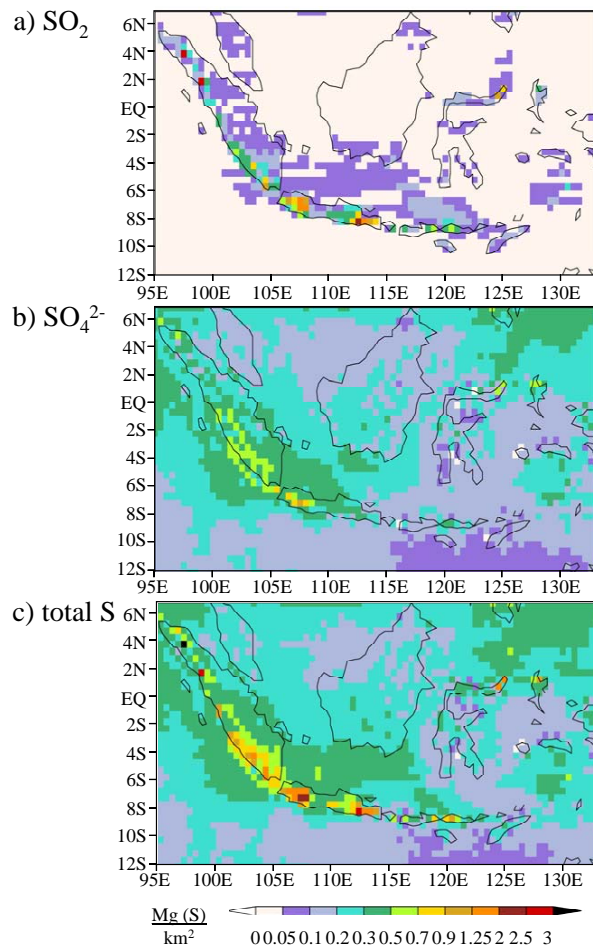 a) SO2
6N
4N
2N
EQ
2S
4S
6S
8S
10S
12S
95E 100E 105E 110E 115E 120E 125E 130E
b) SO4 2-
6N
4N
2N
EQ
2S
4S
6S
8S
10S
12S
95E 100E 105E 110E 115E 120E 125E 130E
c) total S
6N
4N
2N
EQ
2S
4S
6S
8S
10S
12S
95E 100E 105E 110E 115E 120E 125E 130E
Mg (S)
km2
0 0.05 0.1 0.2 0.3 0.5 0.7 0.9 1.25 2 2.5 3